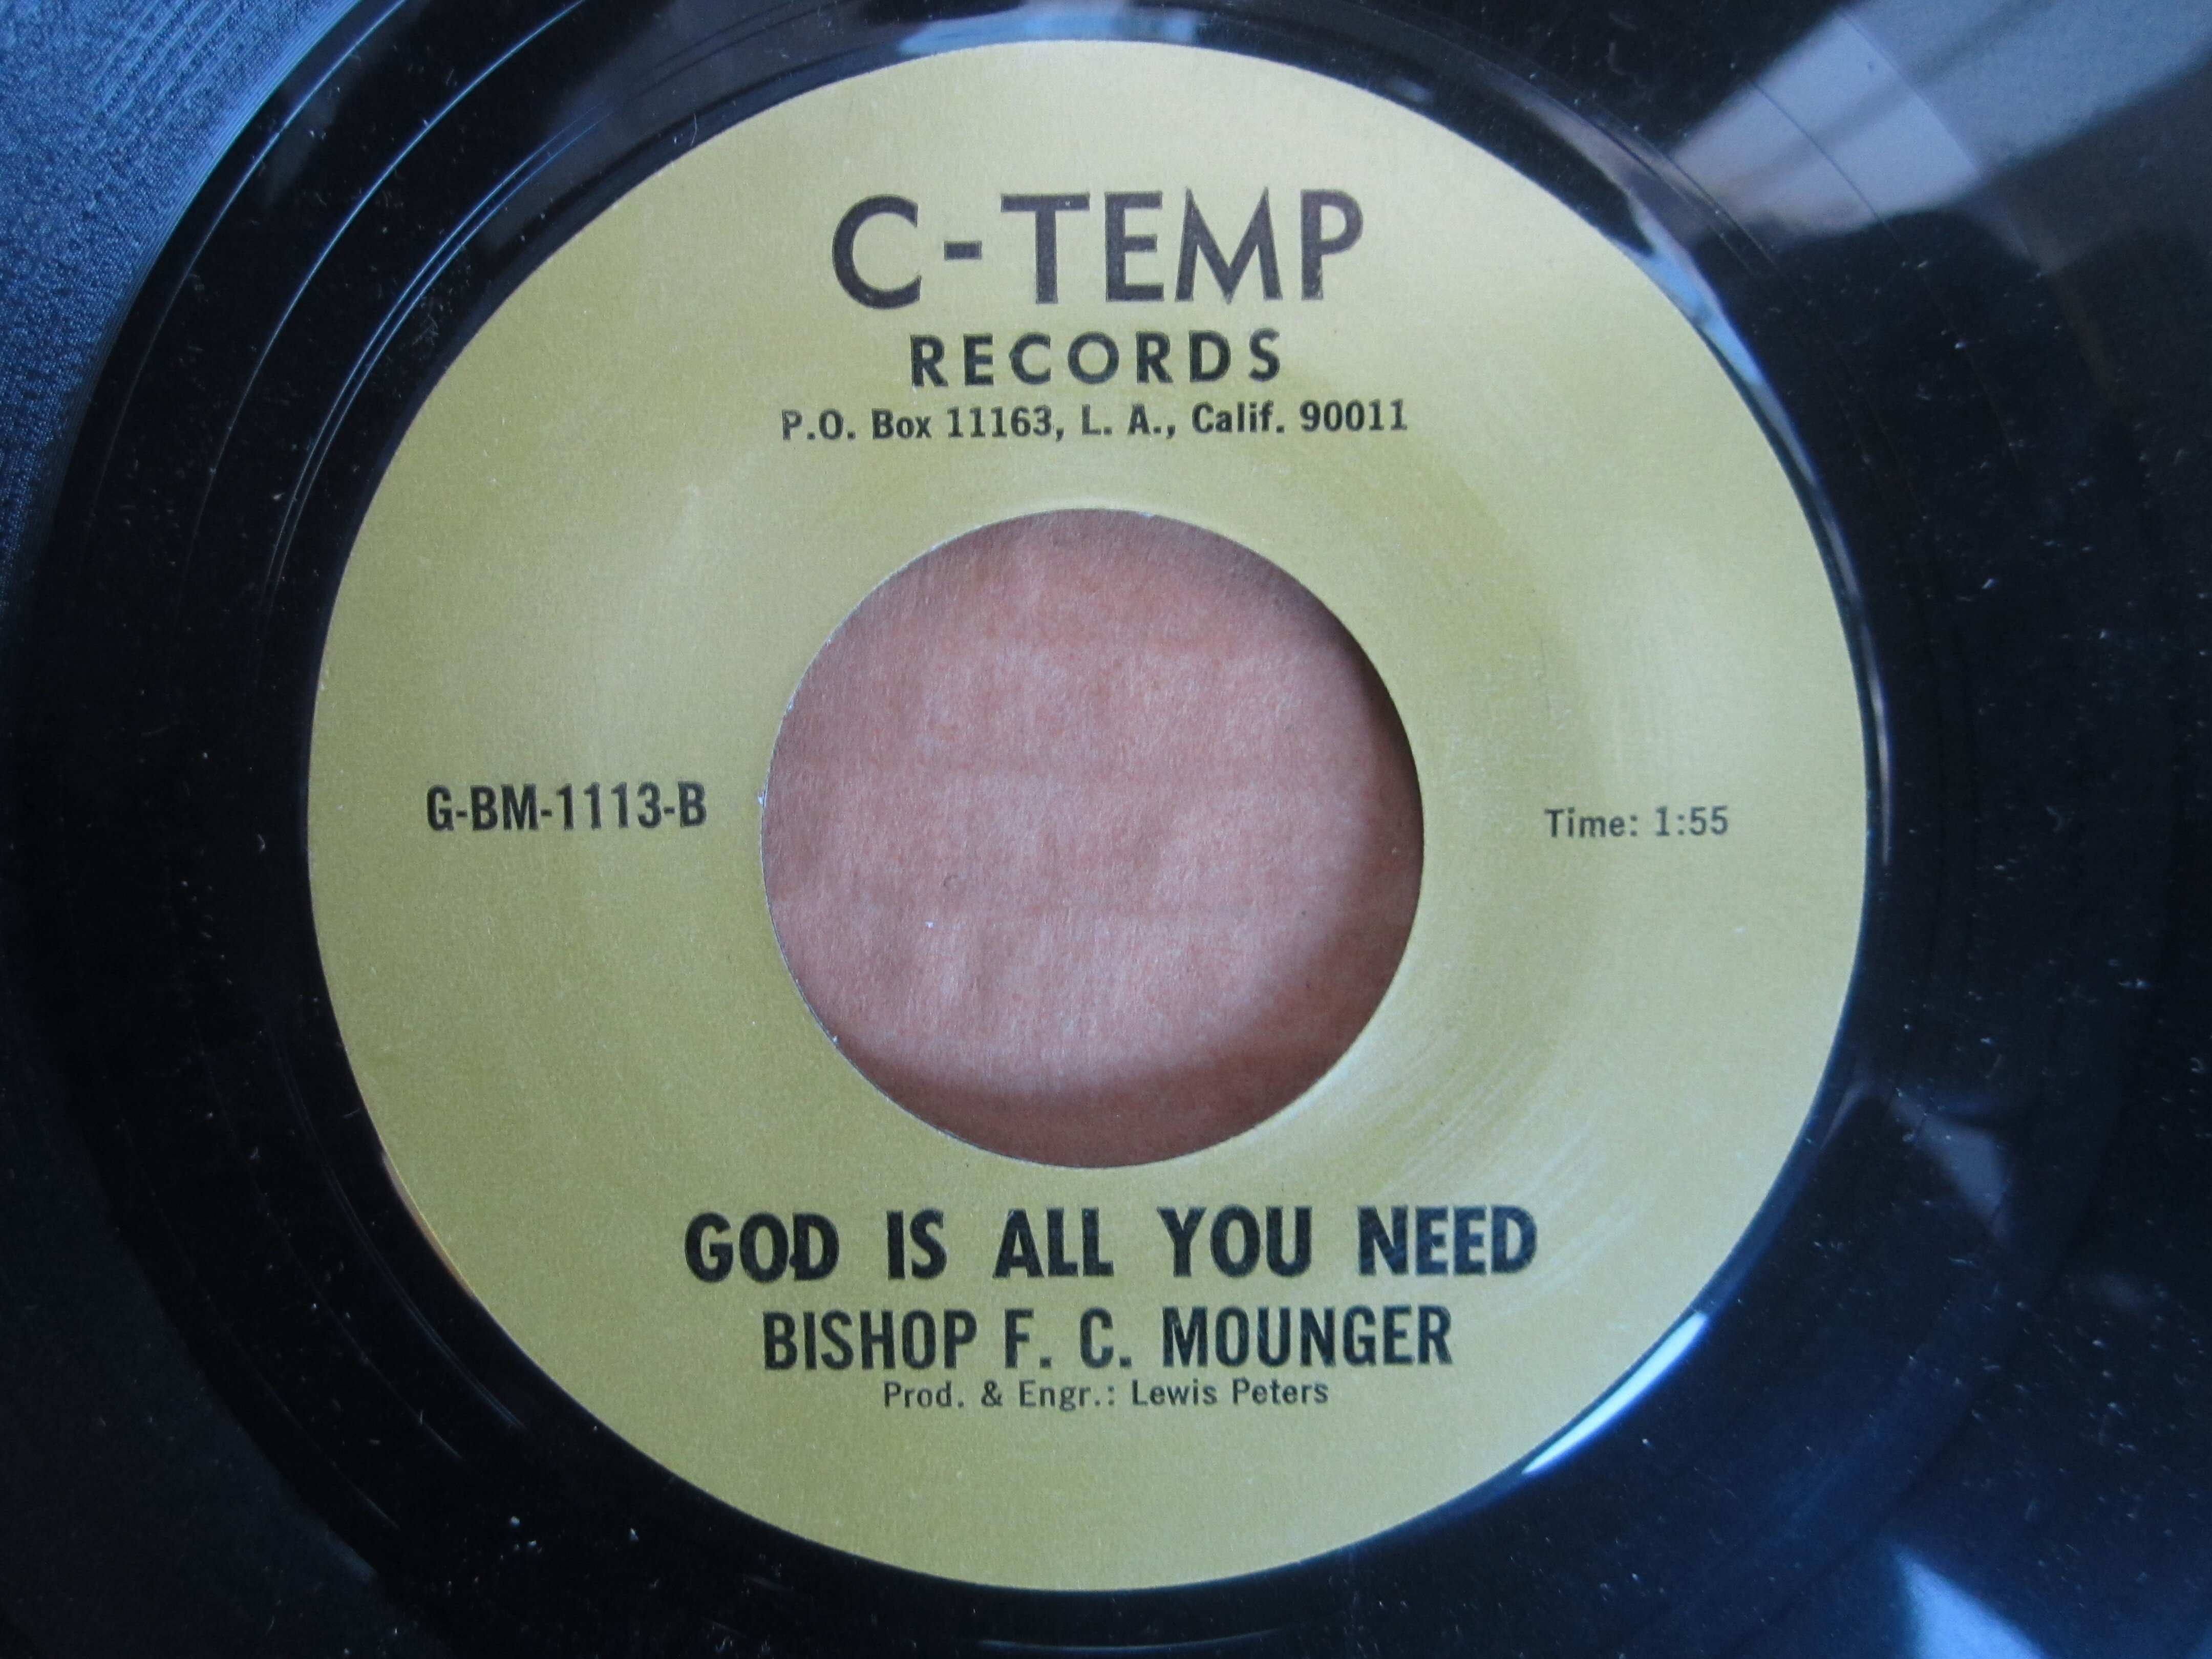 C-TEMP
RECORDS
P.O. Box 11163, L. A., Calif. 90011
G-BM-1113-B
Time: 1:55
GOD IS ALL YOU NEED
BISHOP F. C. MOUNGER
Prod. & Engr.: Lewis Peters